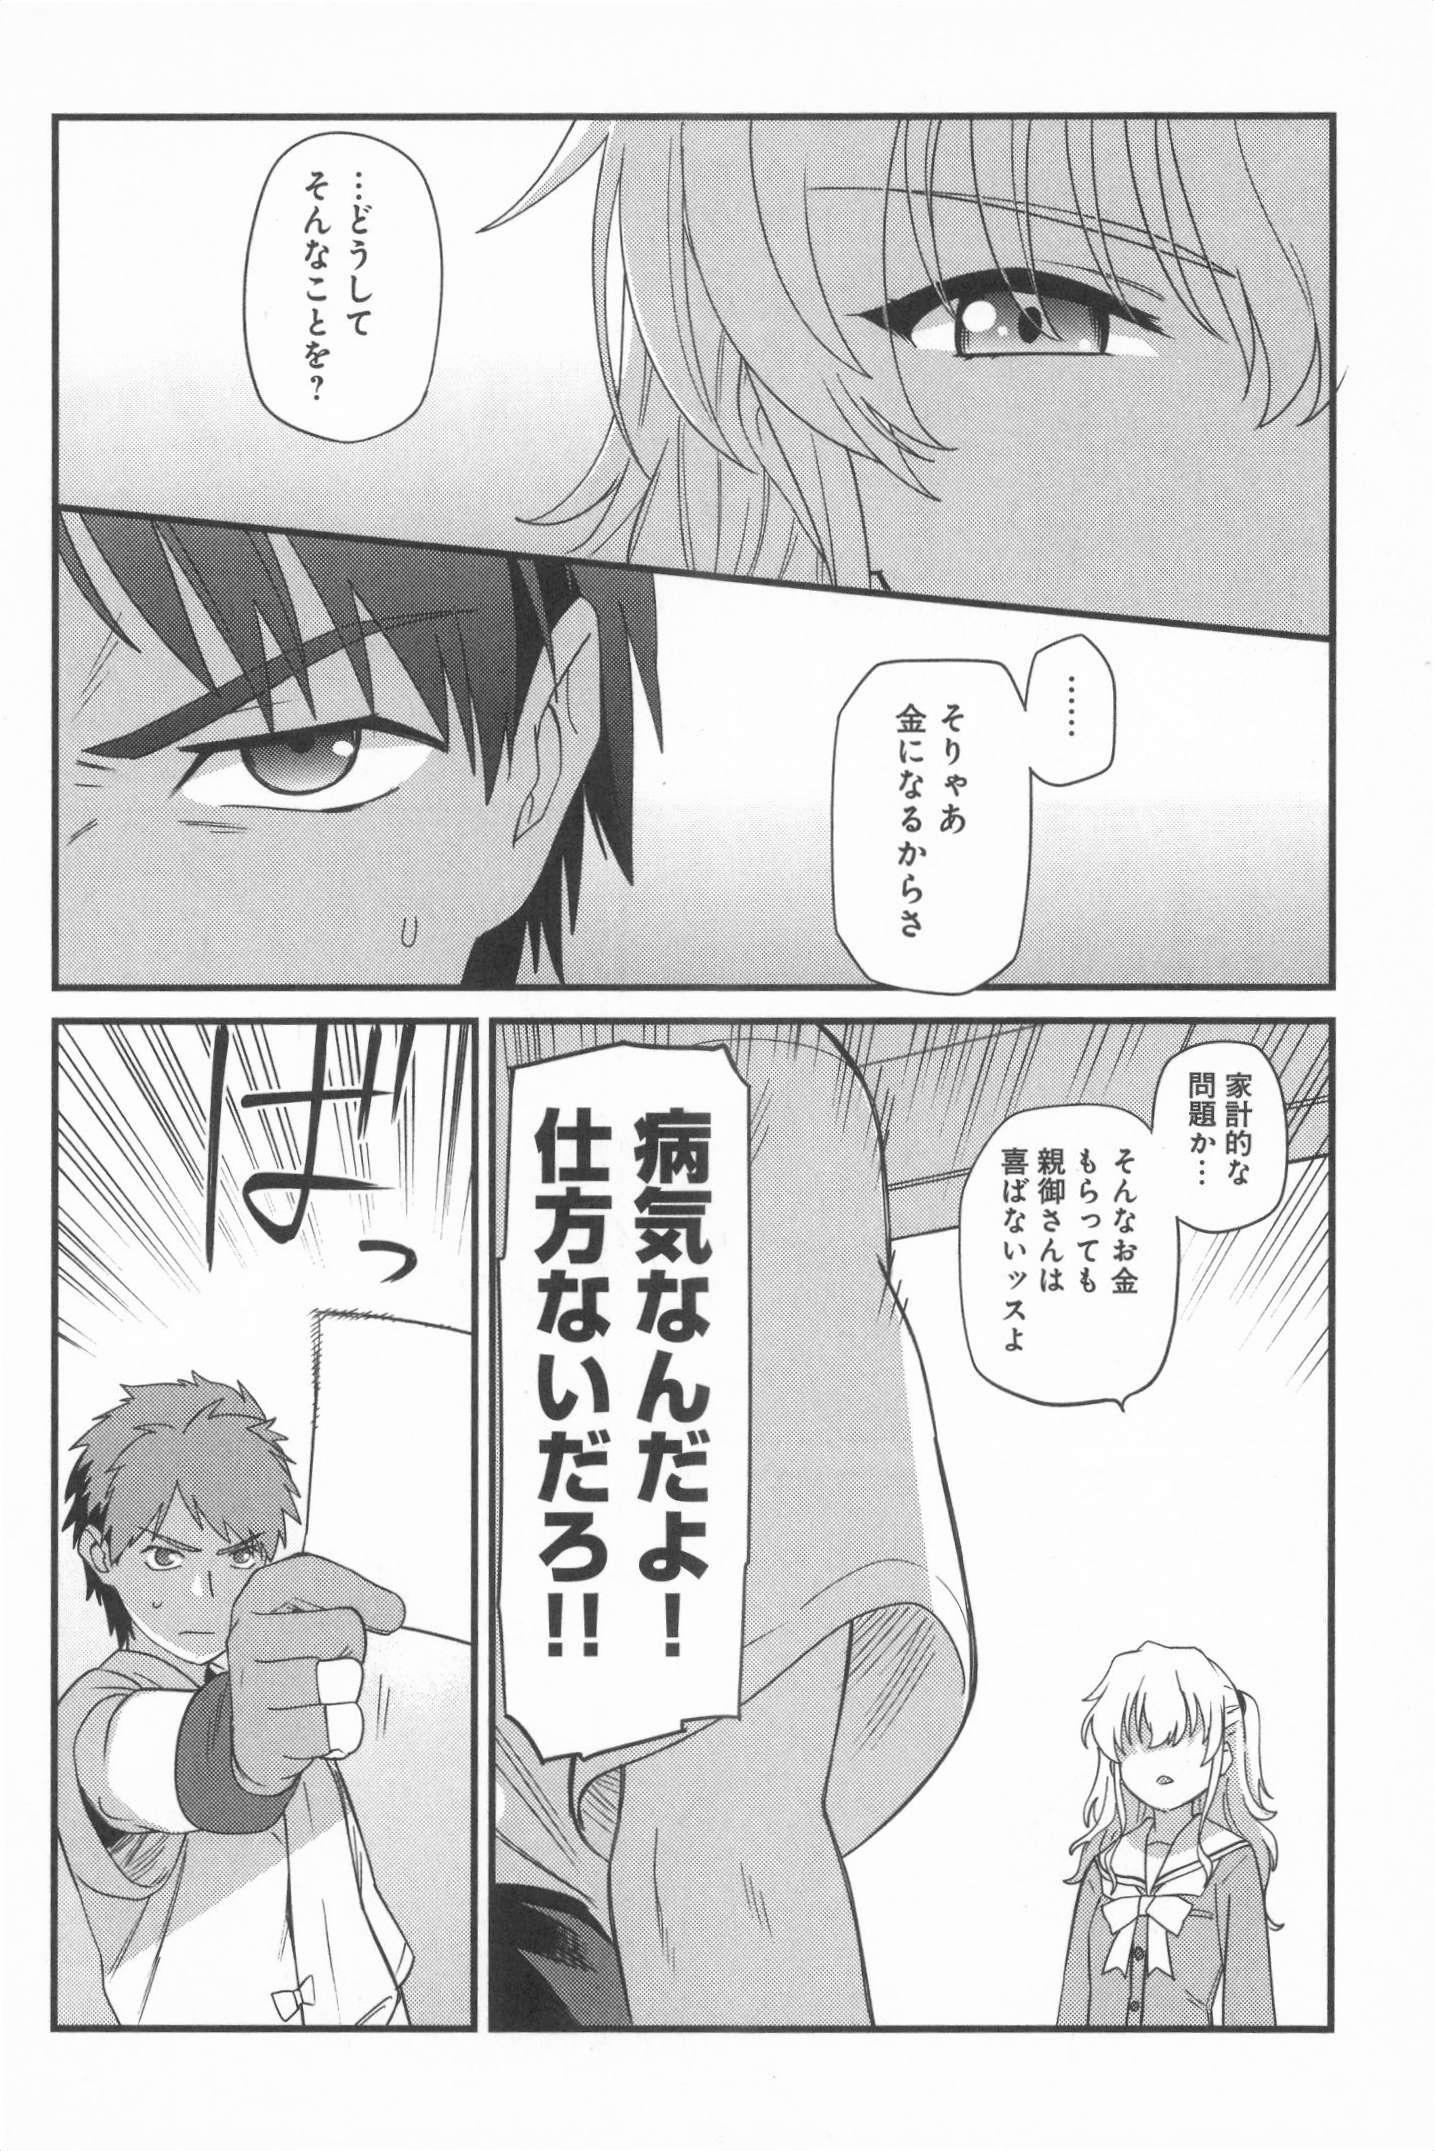 …どうして
そんなことを?
……
そりゃあ
金になるからさ
家計的な
問題か…
そんなお金
もらっても
親御さんは
喜ばないッスよ
病気なんだよ!
仕方ないだろ!!
ばっ